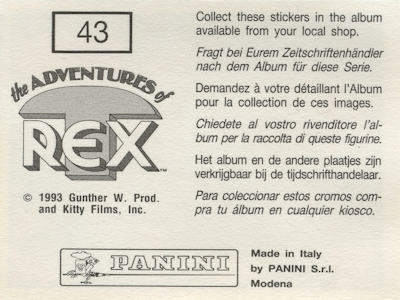 43
the ADVENTURES of
T
REX™
© 1993 Gunther W. Prod.
and Kitty Films, Inc.
Collect these stickers in the album
available from your local shop.
Fragt bei Eurem Zeitschriftenhändler
nach dem Album für diese Serie.
Demandez à votre détaillant l'Album
pour la collection de ces images.
Chiedete al vostro rivenditore l'al-
bum per la raccolta di queste figurine.
Het album en de andere plaatjes zijn
verkrijgbaar bij de tijdschrifthandelaar.
Para coleccionar estos cromos com-
pra tu álbum en cualquier kiosco.
PANINI
Made in Italy
by PANINI S.r.l.
Modena